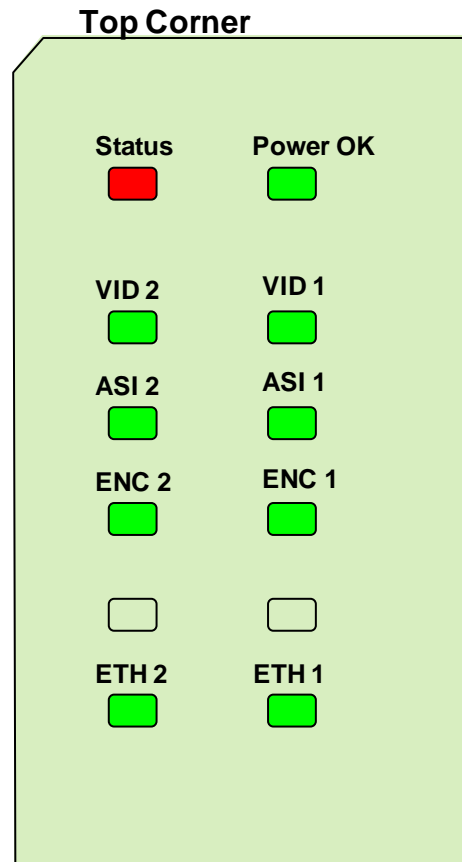 Top Corner
Status Power OK
VID 2 VID 1
ASI 2 ASI 1
ENC 2 ENC 1
ETH 2 ETH 1